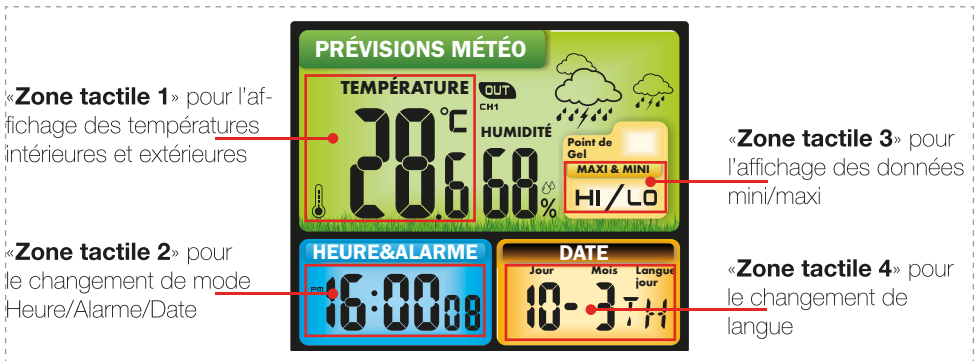 «Zone tactile 1» pour l'af-
fichage des températures
intérieures et extérieures
«Zone tactile 2» pour
le changement de mode
Heure/Alarme/Date
PRÉVISIONS MÉTÉO
TEMPÉRATURE
OUT
CH1
28.6 °C
HUMIDITÉ
68 %
Point de
Gel
MAXI & MINI
HI/LO
HEURE&ALARME
PM 16:00 08
DATE
Jour Mois Langue
jour
10-3 TH
«Zone tactile 3» pour
l'affichage des données
mini/maxi
«Zone tactile 4» pour
le changement de
langue